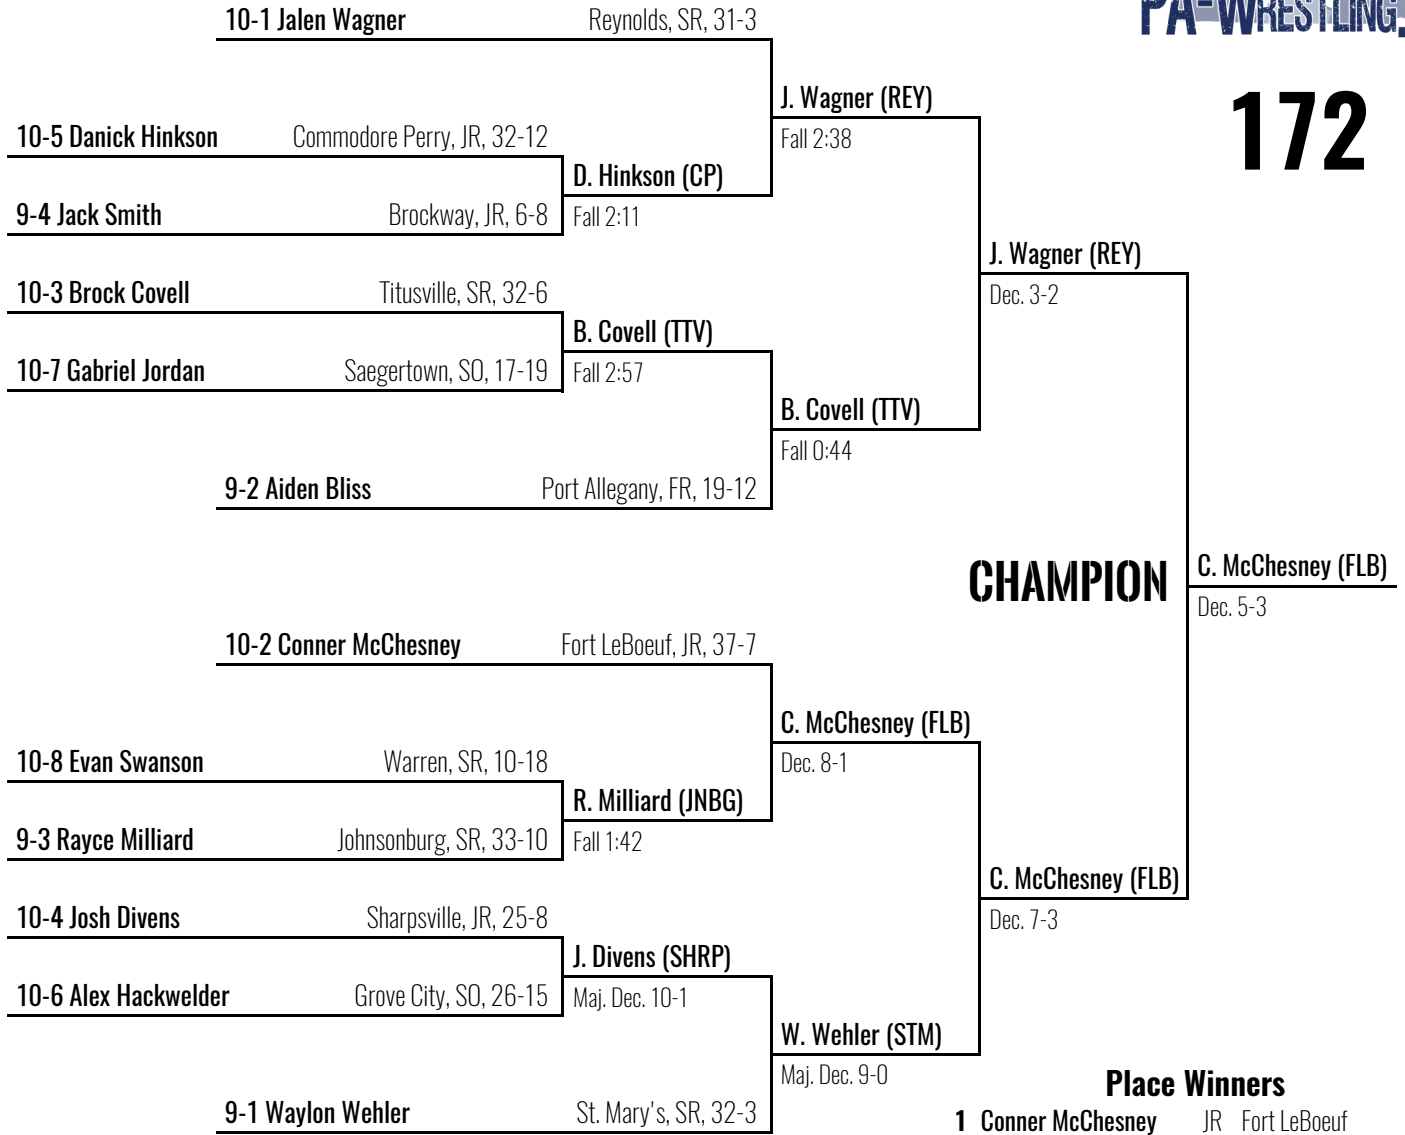 10-1 Jalen Wagner Reynolds, SR, 31-3
PA-WRESTLING.
172
J. Wagner (REY)
Fall 2:38
10-5 Danick Hinkson Commodore Perry, JR, 32-12
D. Hinkson (CP)
Fall 2:11
9-4 Jack Smith Brockway, JR, 6-8
J. Wagner (REY)
Dec. 3-2
10-3 Brock Covell Titusville, SR, 32-6
B. Covell (TTV)
Fall 2:57
10-7 Gabriel Jordan Saegertown, SO, 17-19
B. Covell (TTV)
Fall 0:44
9-2 Aiden Bliss Port Allegany, FR, 19-12
CHAMPION
C. McChesney (FLB)
Dec. 5-3
10-2 Conner McChesney Fort LeBoeuf, JR, 37-7
C. McChesney (FLB)
Dec. 8-1
10-8 Evan Swanson Warren, SR, 10-18
R. Milliard (JNBG)
Fall 1:42
9-3 Rayce Milliard Johnsonburg, SR, 33-10
C. McChesney (FLB)
Dec. 7-3
10-4 Josh Divens Sharpsville, JR, 25-8
J. Divens (SHRP)
Maj. Dec. 10-1
10-6 Alex Hackwelder Grove City, SO, 26-15
W. Wehler (STM)
Maj. Dec. 9-0
9-1 Waylon Wehler St. Mary's, SR, 32-3
Place Winners
1 Conner McChesney JR Fort LeBoeuf